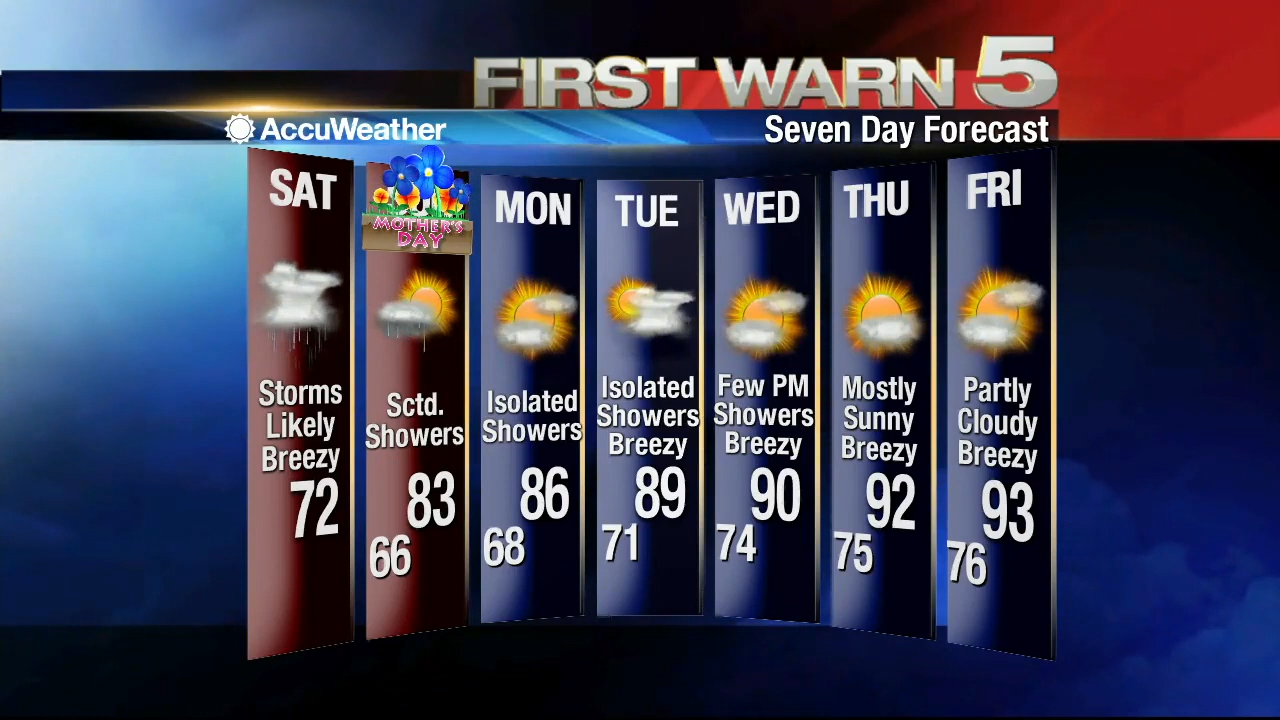 FIRST WARN 5
AccuWeather
Seven Day Forecast
SAT
Storms
Likely
Breezy
72
MOTHER'S
DAY
Sctd.
Showers
83
66
MON
Isolated
Showers
86
68
TUE
Isolated
Showers
Breezy
89
71
WED
Few PM
Showers
Breezy
90
74
THU
Mostly
Sunny
Breezy
92
75
FRI
Partly
Cloudy
Breezy
93
76